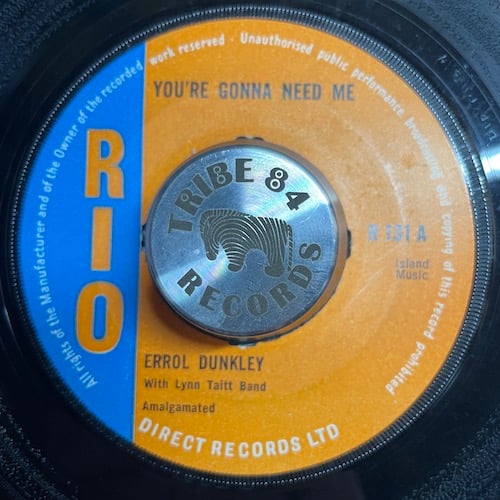 All rights of the Manufacturer and of the Owner of the recorded work reserved · Unauthorised public performance, broadcasting and copying of this record prohibited
YOU'RE GONNA NEED ME
RIO
TRIBE 84
RECORDS
R 131 A
Island
Music
ERROL DUNKLEY
With Lynn Taitt Band
Amalgamated
DIRECT RECORDS LTD